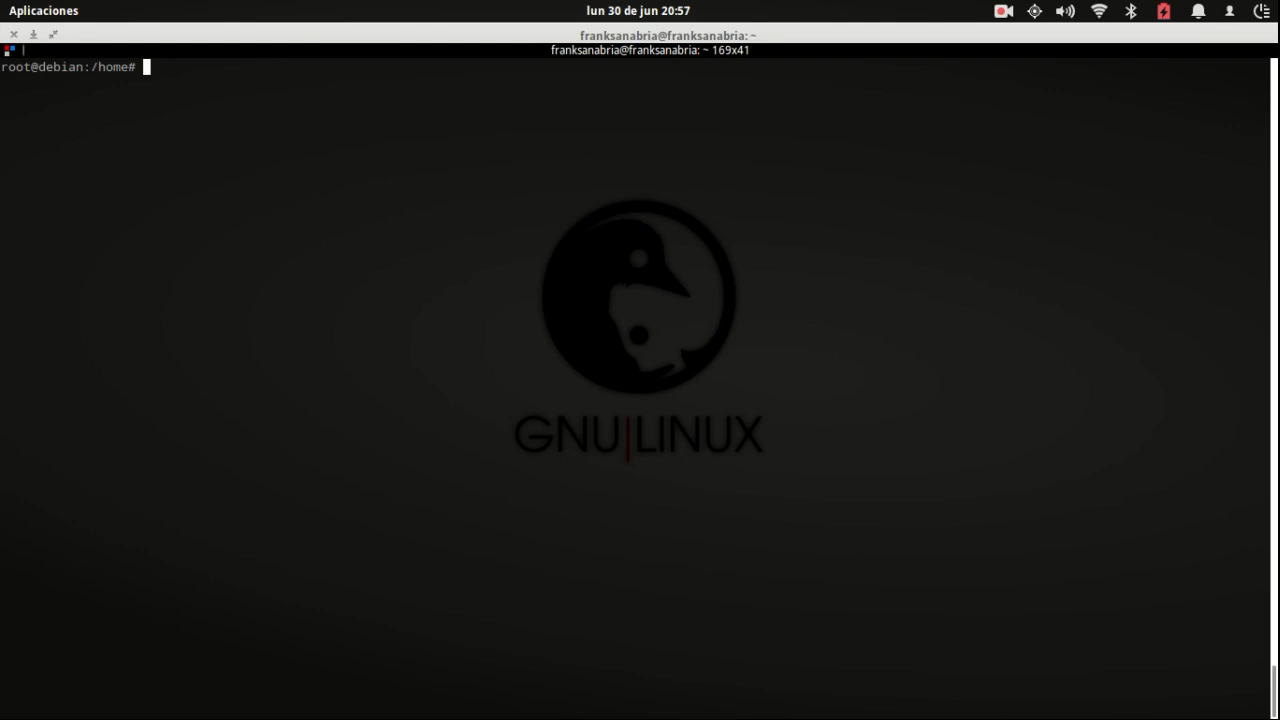 Aplicaciones
lun 30 de jun 20:57
franksanabria@franksanabria: ~
franksanabria@franksanabria: ~ 169x41
root@debian:/home#
GNU|LINUX